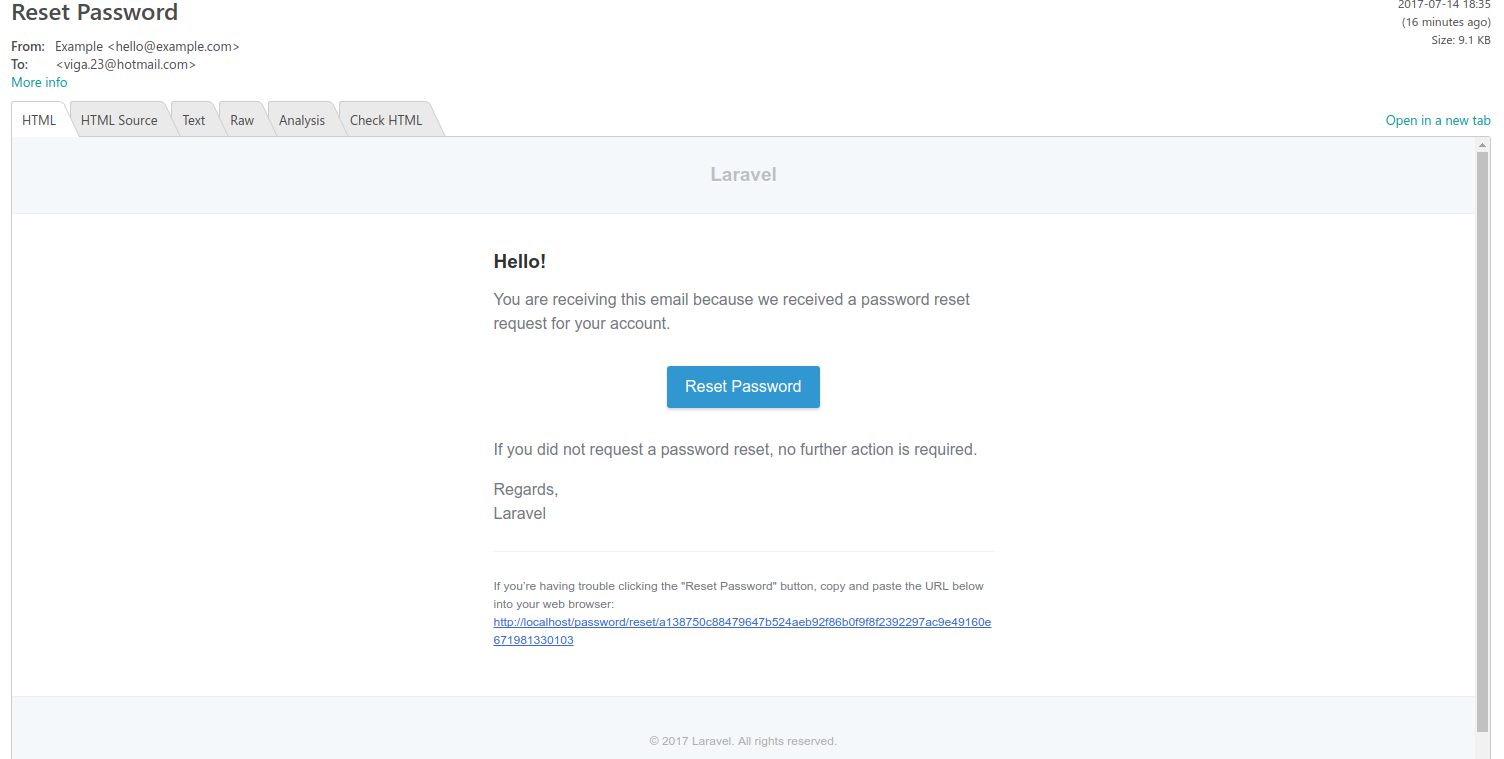 Reset Password
2017-07-14 18:35
(16 minutes ago)
Size: 9.1 KB
From: Example <hello@example.com>
To: <viga.23@hotmail.com>
More info
HTML HTML Source Text Raw Analysis Check HTML
Open in a new tab
Laravel
Hello!
You are receiving this email because we received a password reset
request for your account.
Reset Password
If you did not request a password reset, no further action is required.
Regards,
Laravel
If you're having trouble clicking the "Reset Password" button, copy and paste the URL below
into your web browser:
http://localhost/password/reset/a138750c88479647b524aeb92f86b0f9f8f2392297ac9e49160e
671981330103
© 2017 Laravel. All rights reserved.